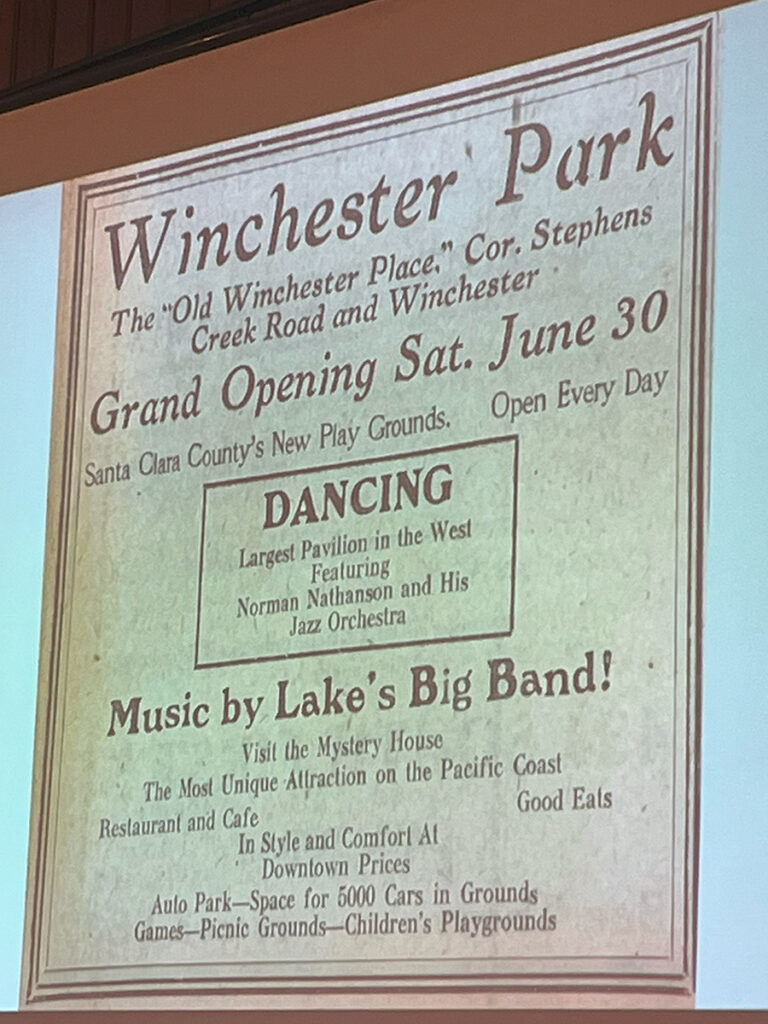 Winchester Park
The "Old Winchester Place," Cor. Stephens
Creek Road and Winchester
Grand Opening Sat. June 30
Santa Clara County's New Play Grounds. Open Every Day
DANCING
Largest Pavilion in the West
Featuring
Norman Nathanson and His
Jazz Orchestra
Music by Lake's Big Band!
Visit the Mystery House
The Most Unique Attraction on the Pacific Coast
Restaurant and Cafe Good Eats
In Style and Comfort At
Downtown Prices
Auto Park—Space for 5000 Cars in Grounds
Games—Picnic Grounds—Children's Playgrounds